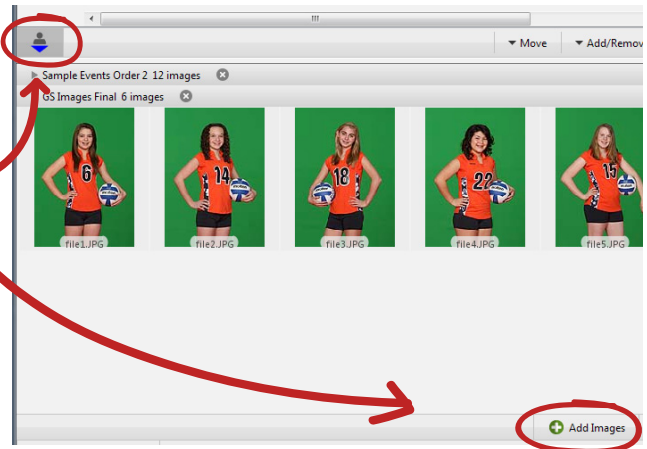 Move Add/Remov
Sample Events Order 2 12 images
GS Images Final 6 images
6 14 18 22 15
file1.JPG file2.JPG file3.JPG file4.JPG file5.JPG
Add Images